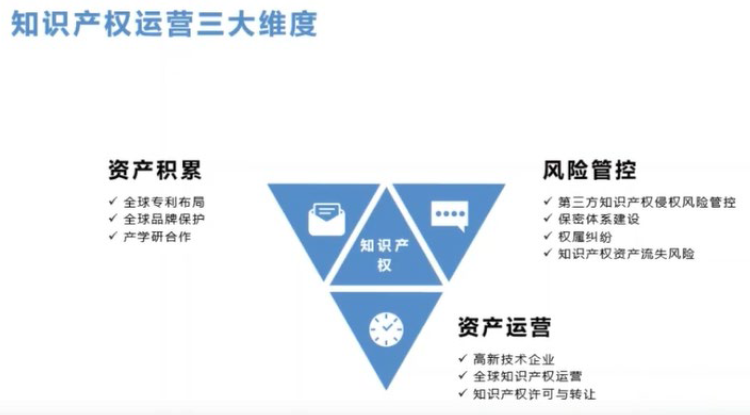 知识产权运营三大维度
资产积累
✓ 全球专利布局
✓ 全球品牌保护
✓ 产学研合作
知识产
权
风险管控
✓ 第三方知识产权侵权风险管控
✓ 保密体系建设
✓ 权属纠纷
✓ 知识产权资产流失风险
资产运营
✓ 高新技术企业
✓ 全球知识产权运营
✓ 知识产权许可与转让